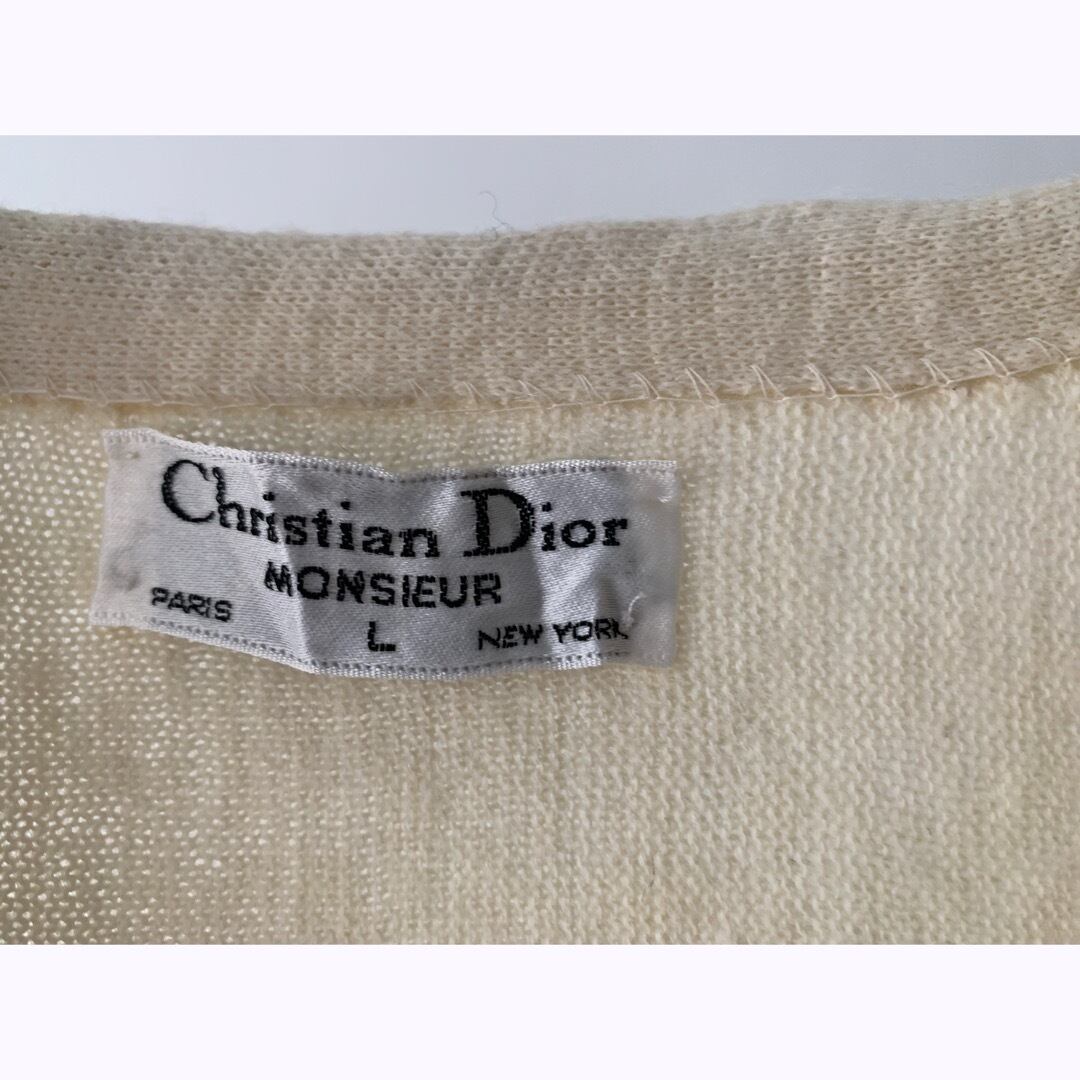 Christian Dior
MONSIEUR
PARIS L NEW YORK